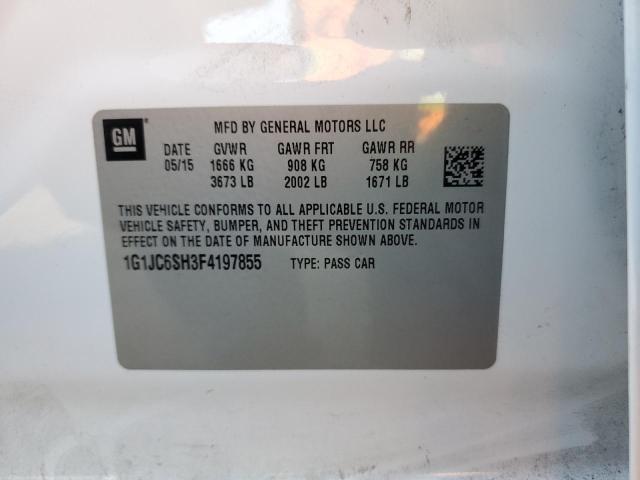 GM
MFD BY GENERAL MOTORS LLC
DATE GVWR GAWR FRT GAWR RR
05/15 1666 KG 908 KG 758 KG
3673 LB 2002 LB 1671 LB
THIS VEHICLE CONFORMS TO ALL APPLICABLE U.S. FEDERAL MOTOR
VEHICLE SAFETY, BUMPER, AND THEFT PREVENTION STANDARDS IN
EFFECT ON THE DATE OF MANUFACTURE SHOWN ABOVE.
1G1JC6SH3F4197855 TYPE: PASS CAR